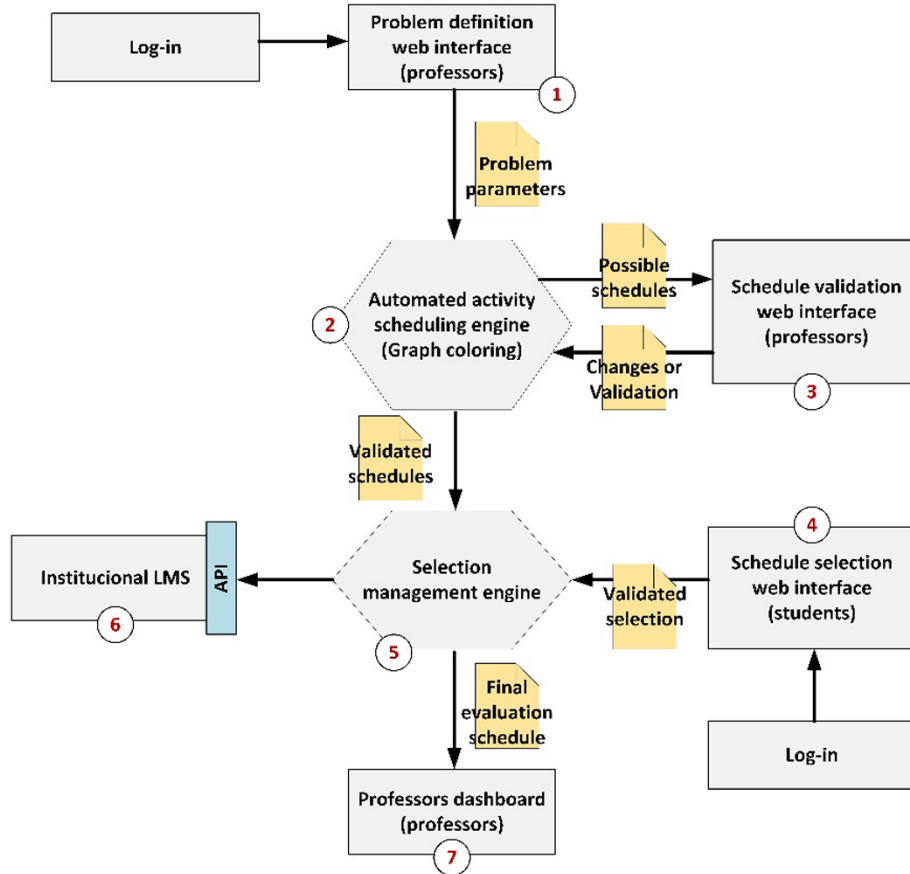 Log-in
Problem definition
web interface
(professors)
1
Problem
parameters
Automated activity
scheduling engine
(Graph coloring)
2
Possible
schedules
Schedule validation
web interface
(professors)
3
Changes or
Validation
Validated
schedules
Institucional LMS
API
6
Selection
management engine
5
Validated
selection
4
Schedule selection
web interface
(students)
Final
evaluation
schedule
Log-in
Professors dashboard
(professors)
7